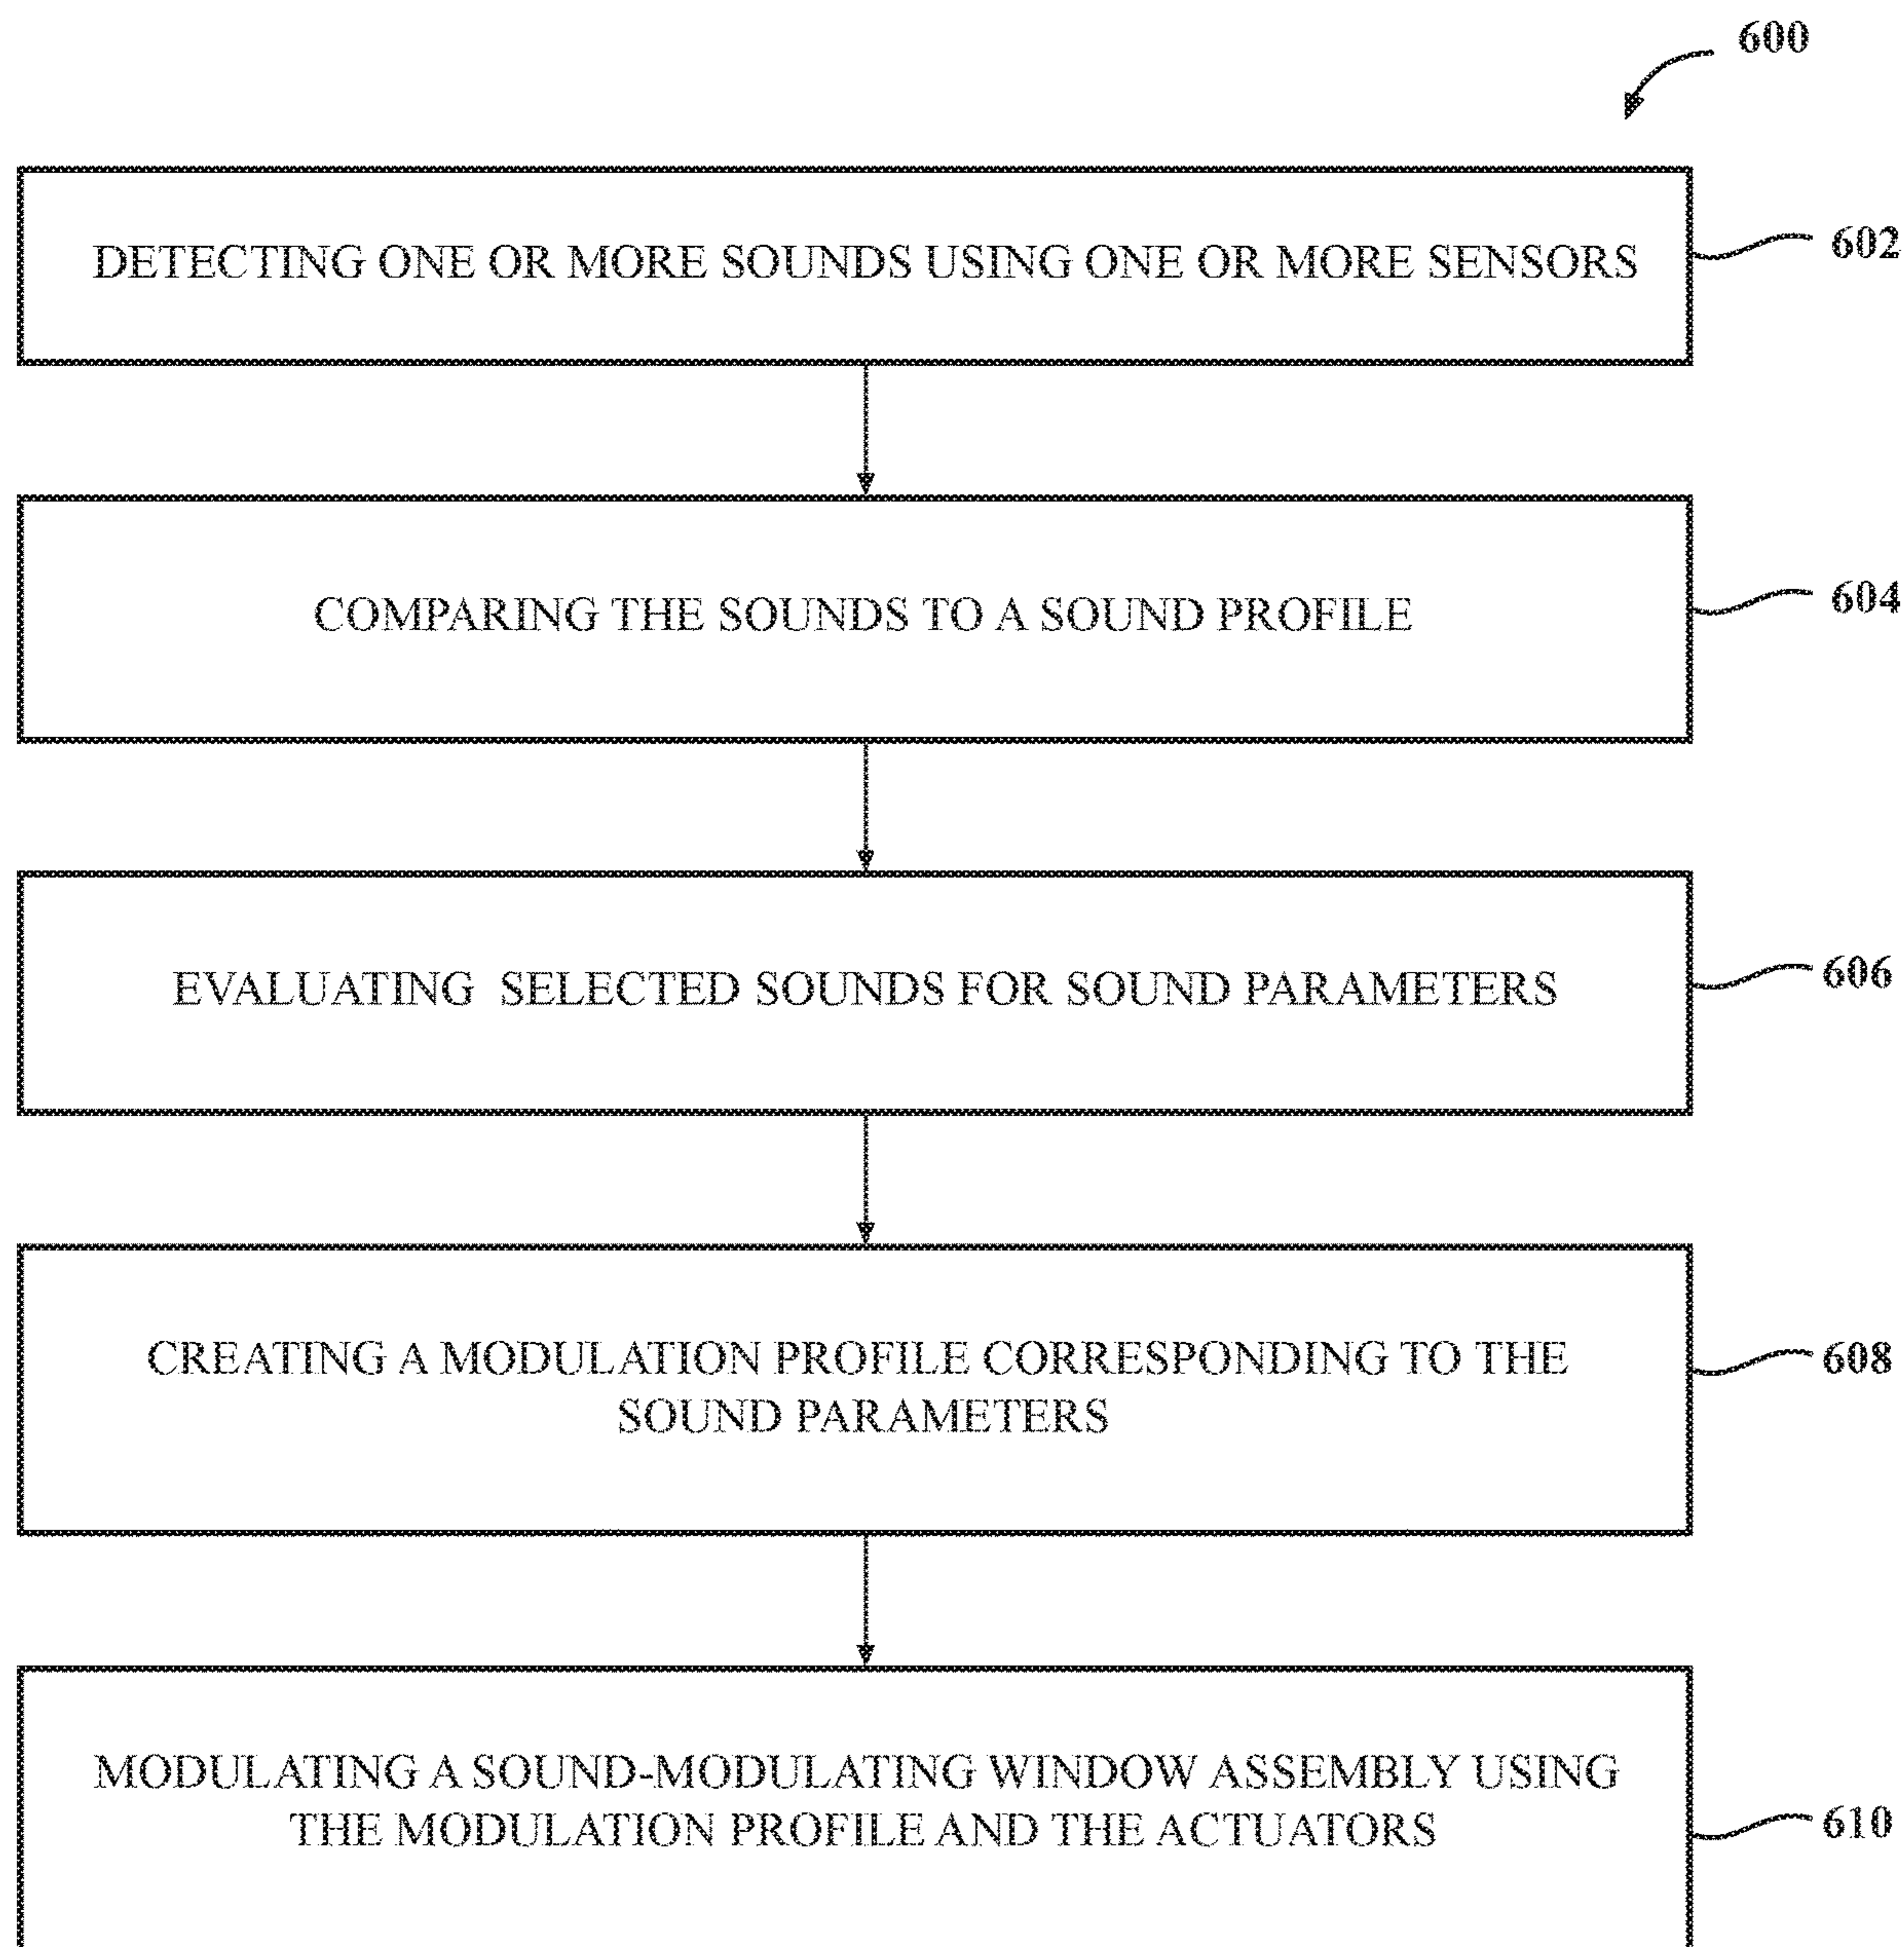 600
DETECTING ONE OR MORE SOUNDS USING ONE OR MORE SENSORS
602
COMPARING THE SOUNDS TO A SOUND PROFILE
604
EVALUATING SELECTED SOUNDS FOR SOUND PARAMETERS
606
CREATING A MODULATION PROFILE CORRESPONDING TO THE
SOUND PARAMETERS
608
MODULATING A SOUND-MODULATING WINDOW ASSEMBLY USING
THE MODULATION PROFILE AND THE ACTUATORS
610